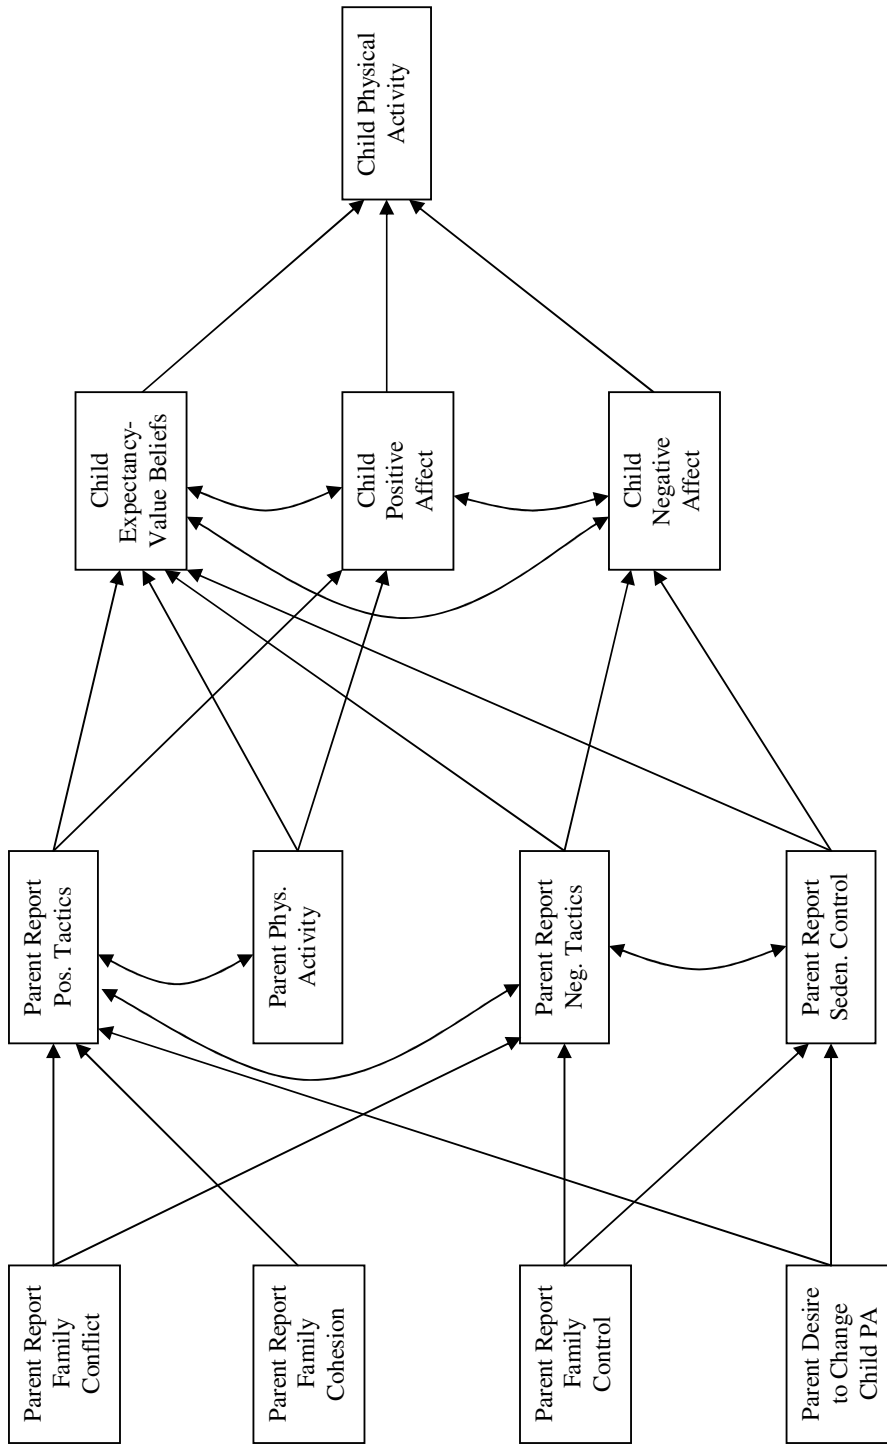 Parent Report
Family
Conflict
Parent Report
Family
Cohesion
Parent Report
Family
Control
Parent Desire
to Change
Child PA
Parent Report
Pos. Tactics
Parent Phys.
Activity
Parent Report
Neg. Tactics
Parent Report
Seden. Control
Child
Expectancy-
Value Beliefs
Child
Positive
Affect
Child
Negative
Affect
Child Physical
Activity